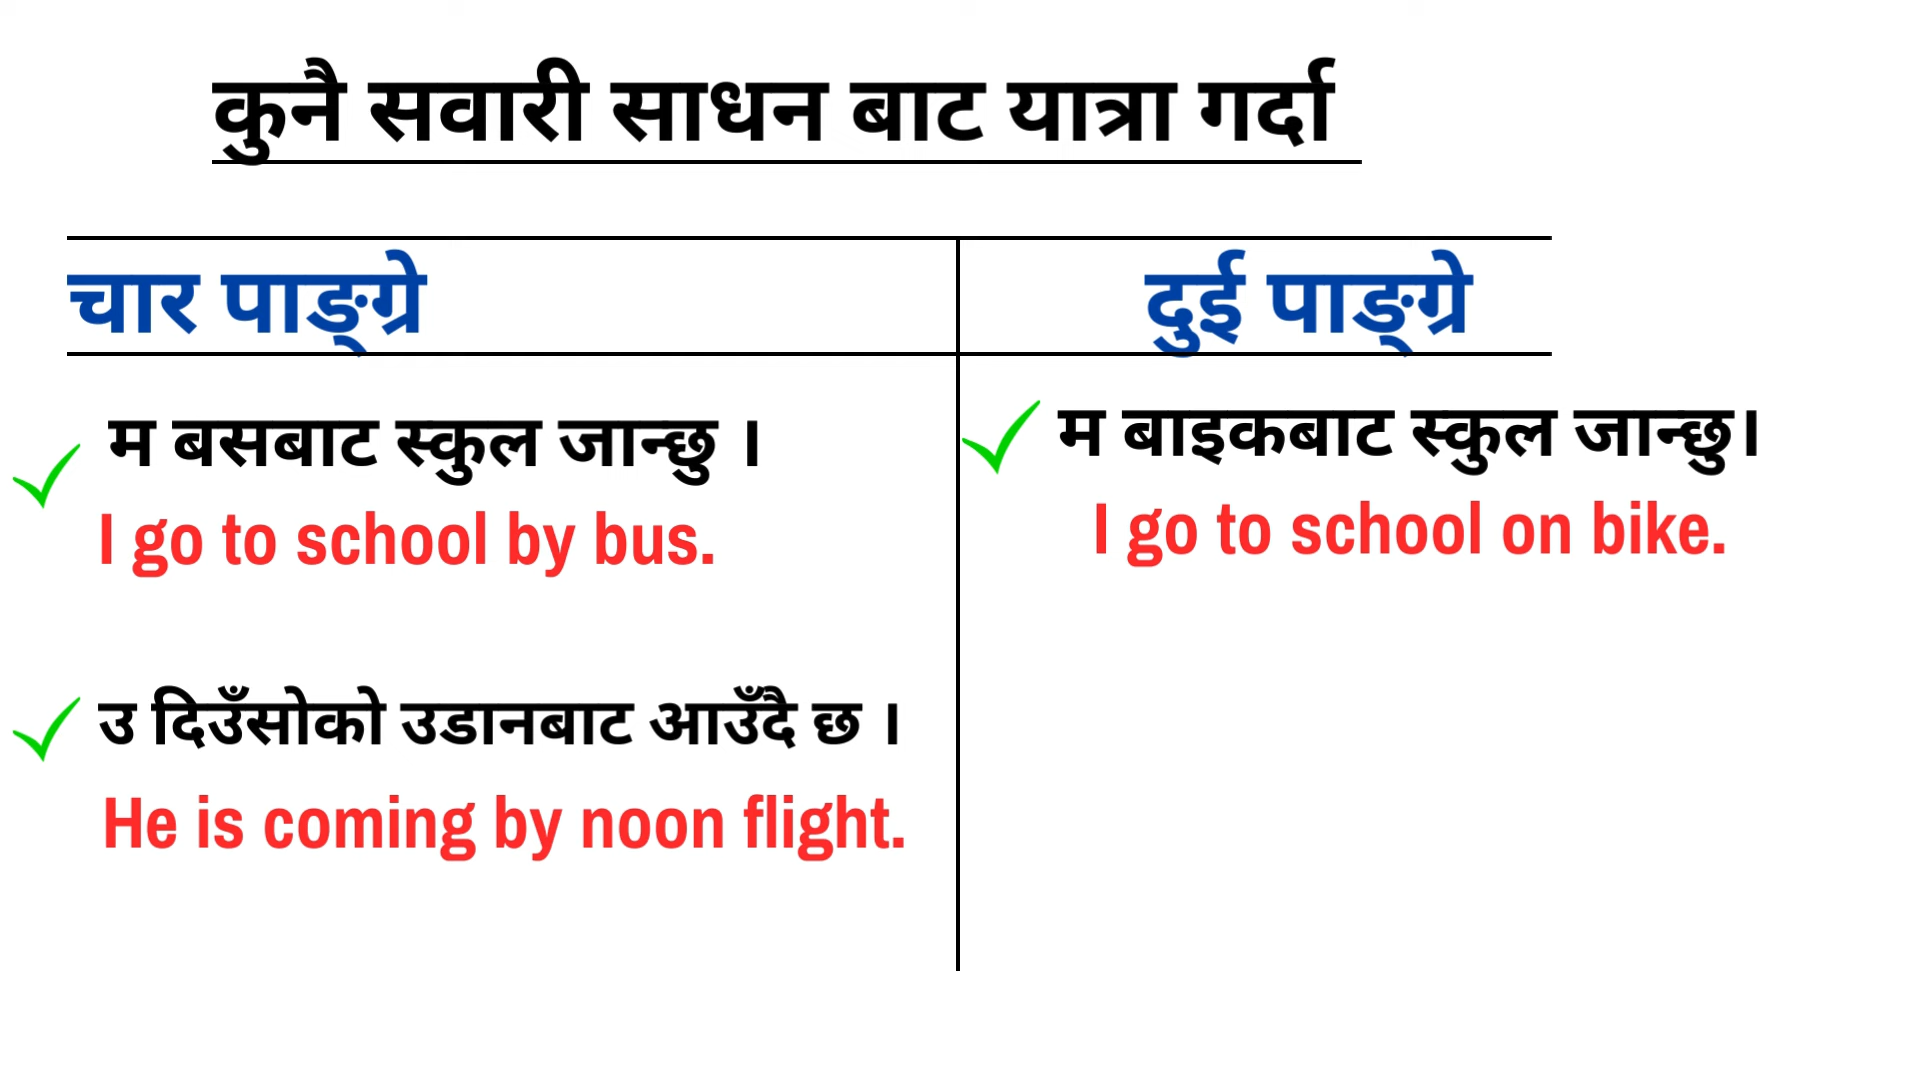 कुनै सवारी साधन बाट यात्रा गर्दा
चार पाङ्ग्रे
दुई पाङ्ग्रे
म बसबाट स्कुल जान्छु ।
I go to school by bus.
म बाइकबाट स्कुल जान्छु।
I go to school on bike.
उ दिउँसोको उडानबाट आउँदै छ ।
He is coming by noon flight.